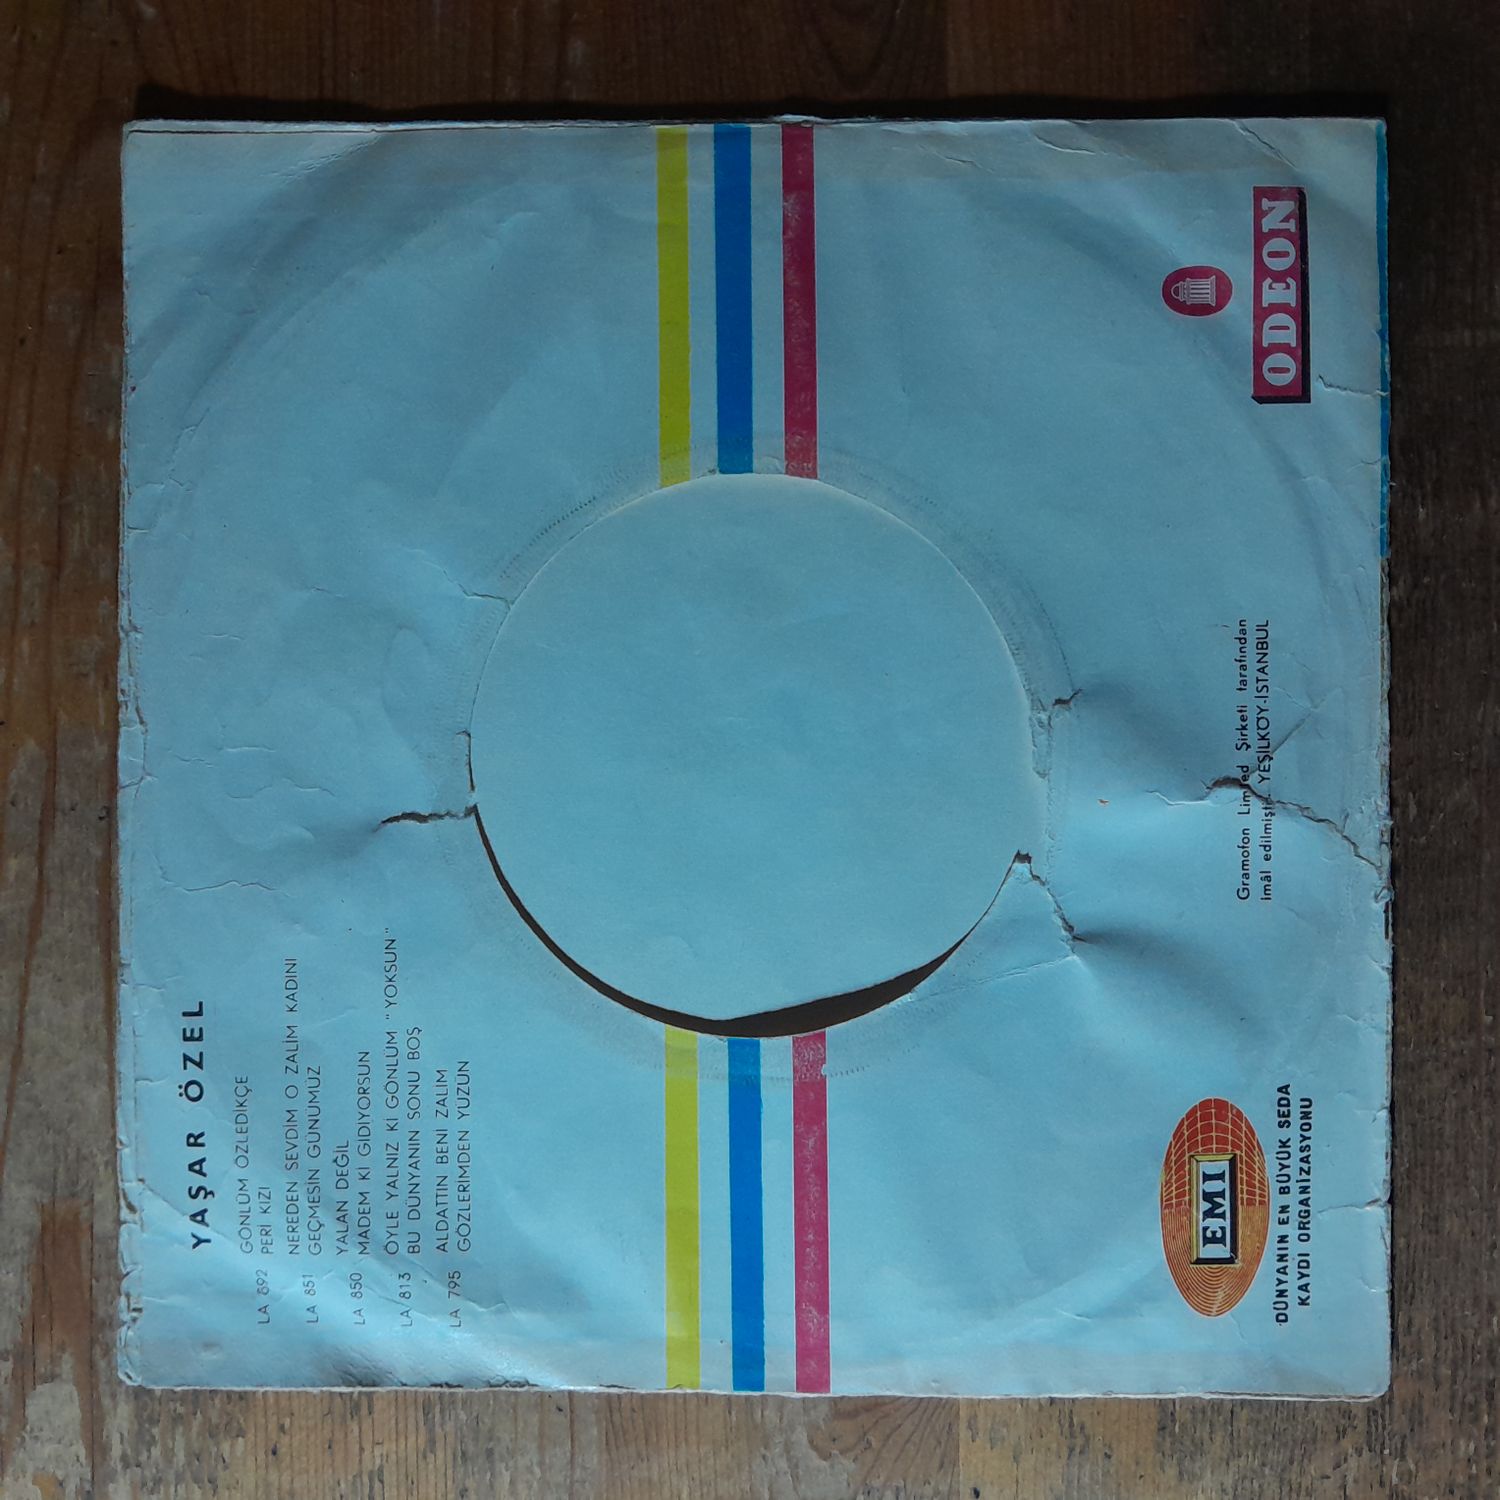 YAŞAR ÖZEL
GÖNLÜM ÖZLEDİKÇE
LA 892 PERİ KIZI
NEREDEN SEVDİM O ZALİM KADINI
LA 851 GEÇMESİN GÜNÜMÜZ
YALAN DEĞİL
LA 850 MADEM Kİ GİDİYORSUN
ÖYLE YALNIZ Kİ GÖNLÜM "YOKSUN"
LA 813 BU DÜNYANIN SONU BOŞ
ALDATTIN BENİ ZALİM
LA 795 GÖZLERİMDEN YÜZÜN
EMI
DÜNYANIN EN BÜYÜK SEDA
KAYDI ORGANİZASYONU
Gramofon Limited Şirketi tarafından
imâl edilmiştir. YEŞİLKÖY-İSTANBUL
ODEON